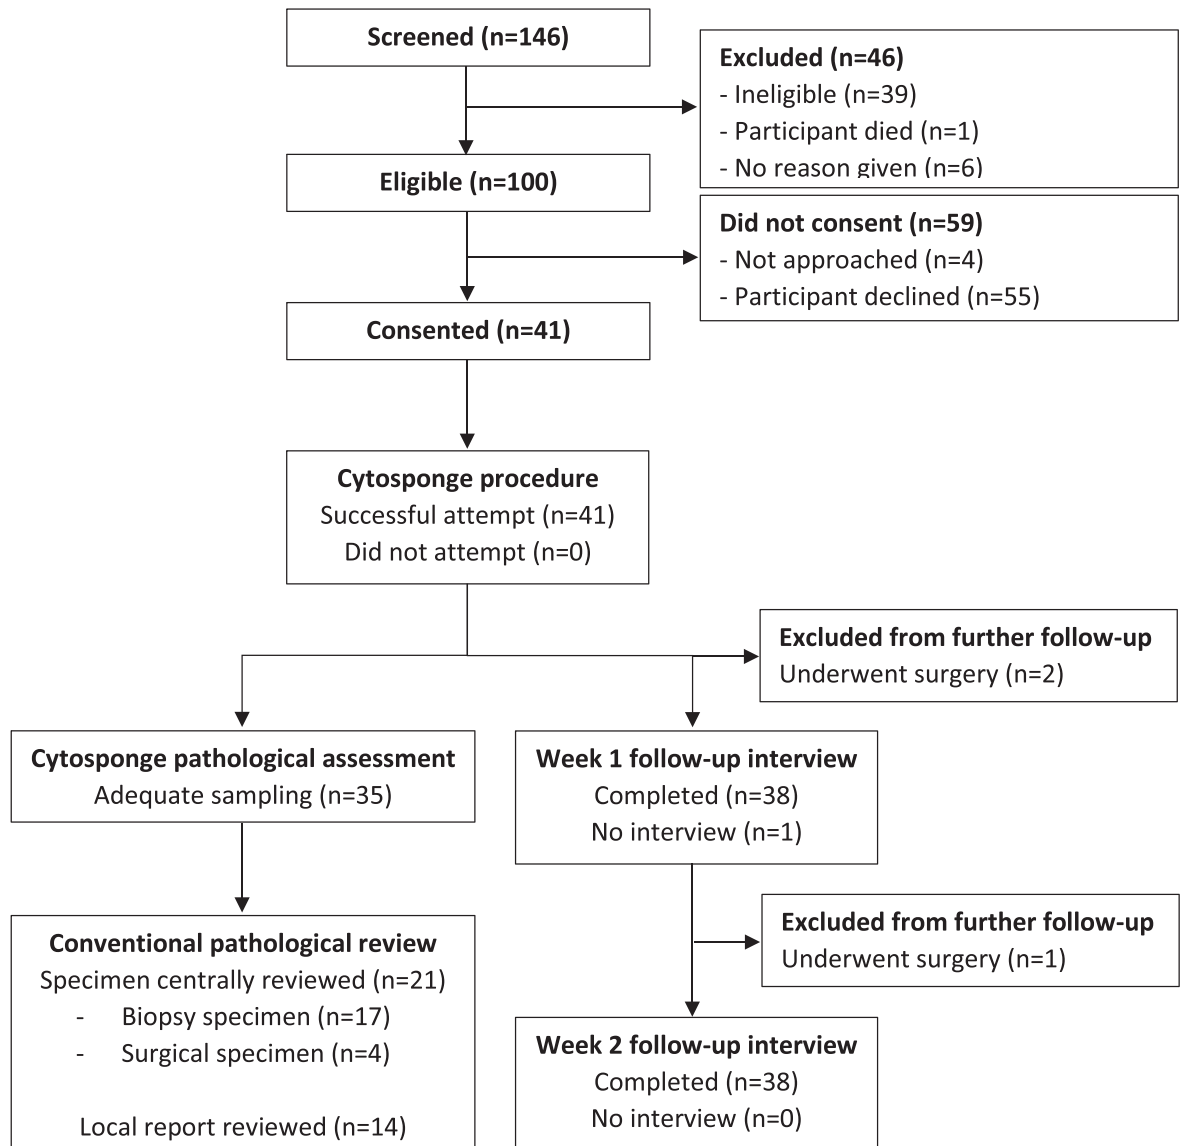 Screened (n=146)
Excluded (n=46)
- Ineligible (n=39)
- Participant died (n=1)
- No reason given (n=6)
Eligible (n=100)
Did not consent (n=59)
- Not approached (n=4)
- Participant declined (n=55)
Consented (n=41)
Cytosponge procedure
Successful attempt (n=41)
Did not attempt (n=0)
Excluded from further follow-up
Underwent surgery (n=2)
Cytosponge pathological assessment
Adequate sampling (n=35)
Week 1 follow-up interview
Completed (n=38)
No interview (n=1)
Excluded from further follow-up
Underwent surgery (n=1)
Conventional pathological review
Specimen centrally reviewed (n=21)
- Biopsy specimen (n=17)
- Surgical specimen (n=4)
Local report reviewed (n=14)
Week 2 follow-up interview
Completed (n=38)
No interview (n=0)